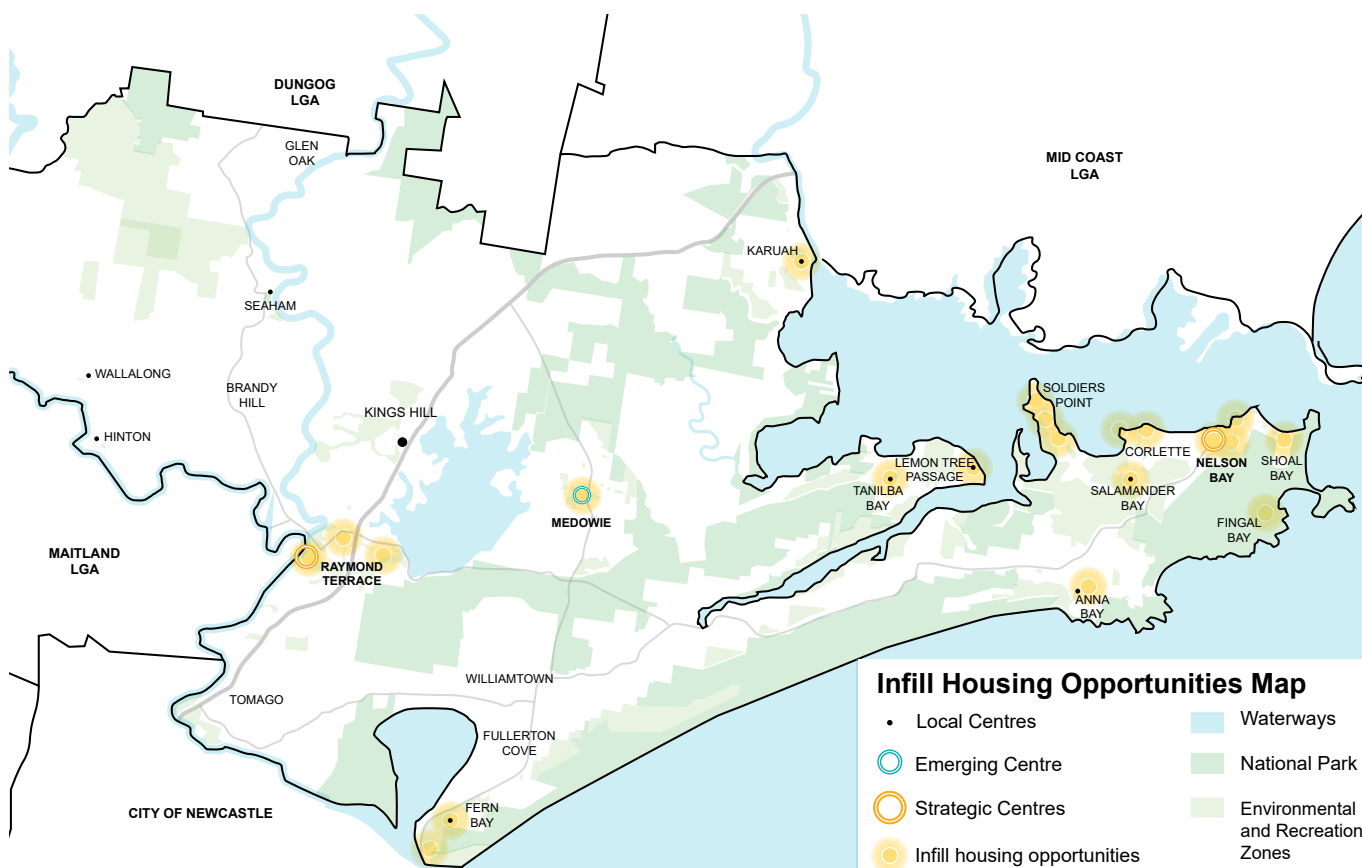 DUNGOG
LGA
GLEN
OAK
MID COAST
LGA
KARUAH
SEAHAM
WALLALONG
BRANDY
HILL
KINGS HILL
HINTON
SOLDIERS
POINT
CORLETTE
NELSON
BAY
SHOAL
BAY
LEMON TREE
PASSAGE
TANILBA
BAY
SALAMANDER
BAY
MEDOWIE
FINGAL
BAY
MAITLAND
LGA
RAYMOND
TERRACE
ANNA
BAY
WILLIAMTOWN
TOMAGO
FULLERTON
COVE
CITY OF NEWCASTLE
FERN
BAY
Infill Housing Opportunities Map
Local Centres
Emerging Centre
Strategic Centres
Infill housing opportunities
Waterways
National Park
Environmental
and Recreation
Zones